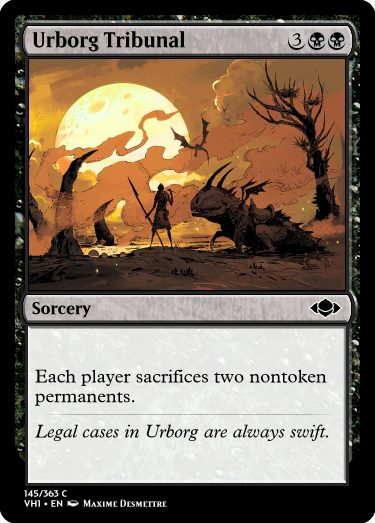 Urborg Tribunal 3
Sorcery
Each player sacrifices two nontoken
permanents.
Legal cases in Urborg are always swift.
145/363 C
VH1 • EN Maxime Desmettre